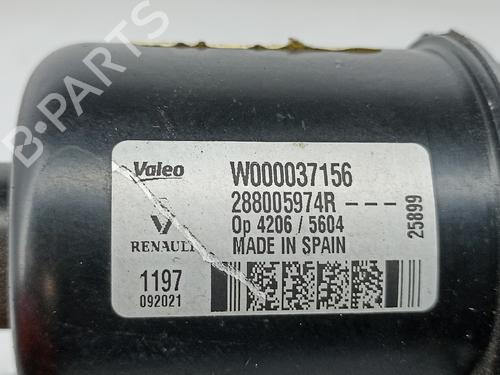 Valeo W000037156
288005974R---
Op 4206 / 5604
RENAULT MADE IN SPAIN
1197
092021
25899
B-PARTS